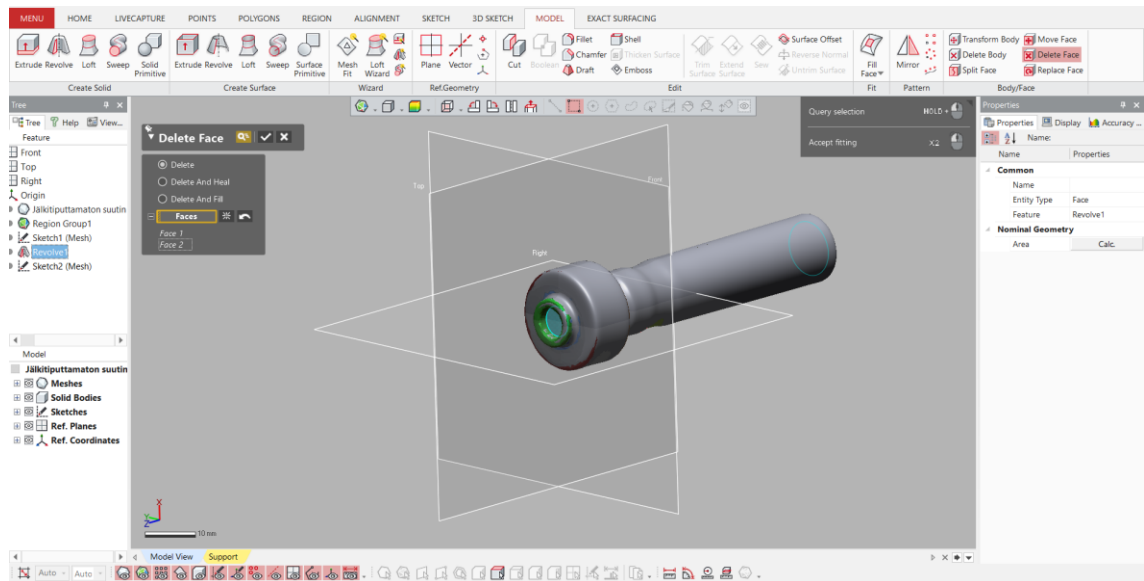 MENU HOME LIVECAPTURE POINTS POLYGONS REGION ALIGNMENT SKETCH 3D SKETCH MODEL EXACT SURFACING
Extrude Revolve Loft Sweep Solid Primitive
Create Solid
Extrude Revolve Loft Sweep Surface Primitive
Create Surface
Mesh Fit Loft Wizard
Wizard
Plane Vector
Ref.Geometry
Cut Boolean
Fillet Shell
Chamfer Thicken Surface
Draft Emboss
Trim Surface Extend Surface Sew
Surface Offset
Reverse Normal
Untrim Surface
Edit
Fill Face
Fit
Mirror
Pattern
Transform Body Move Face
Delete Body Delete Face
Split Face Replace Face
Body/Face
Tree
Tree Help View...
Feature
Front
Top
Right
Origin
Jälkitiputtamaton suutin
Region Group1
Sketch1 (Mesh)
Revolve1
Sketch2 (Mesh)
Model
Jälkitiputtamaton suutin
Meshes
Solid Bodies
Sketches
Ref. Planes
Ref. Coordinates
Delete Face
Delete
Delete And Heal
Delete And Fill
Faces
Face 1
Face 2
Top
Front
Right
X
Y
Z
10 mm
Query selection HOLD +
Accept fitting X2
Properties
Properties Display Accuracy ...
Name:
Name Properties
Common
Name
Entity Type Face
Feature Revolve1
Nominal Geometry
Area Calc.
Model View Support
Auto Auto